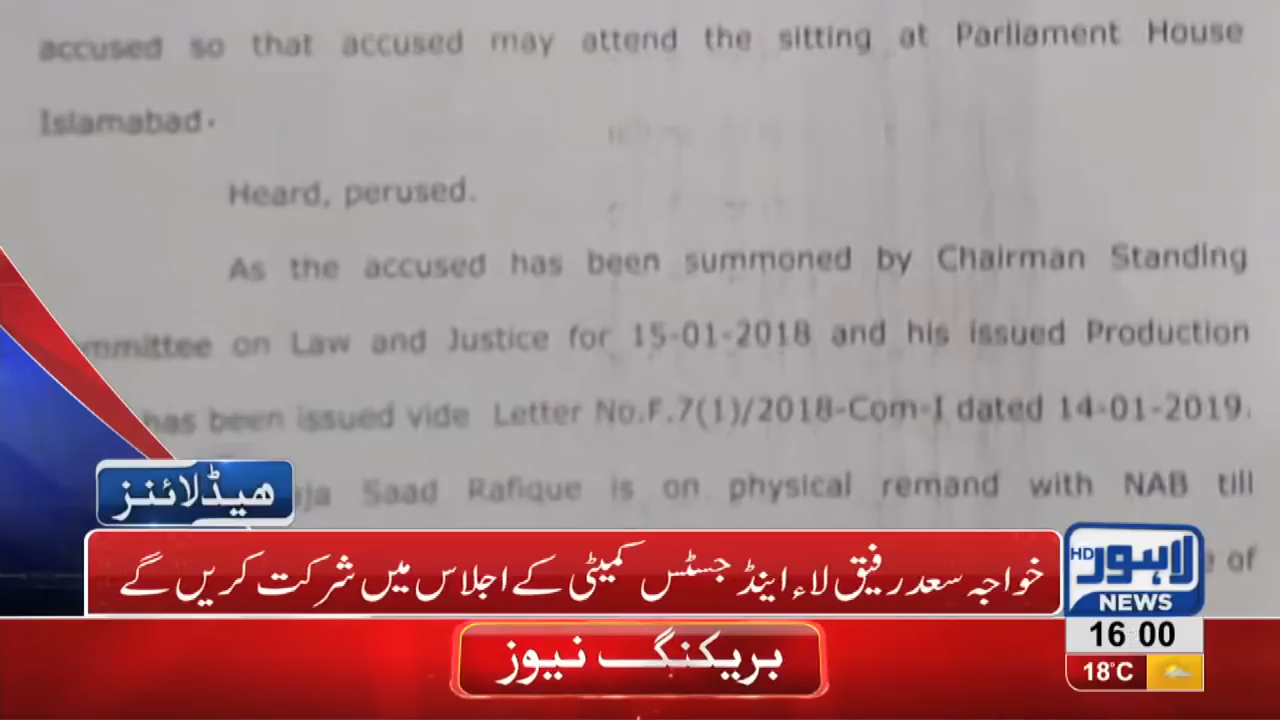 accused so that accused may attend the sitting at Parliament House
Islamabad.
Heard, perused.
As the accused has been summoned by Chairman Standing
mmittee on Law and Justice for 15-01-2018 and his issued Production
has been issued vide Letter No.F.7(1)/2018-Com-I dated 14-01-2019.
ja Saad Rafique is on physical remand with NAB till
of
ھیڈلائنز
خواجہ سعد رفیق لاء اینڈ جسٹس کمیٹی کے اجلاس میں شرکت کریں گے
لاہور
HD
NEWS
بریکنگ نیوز
16 00
18°C